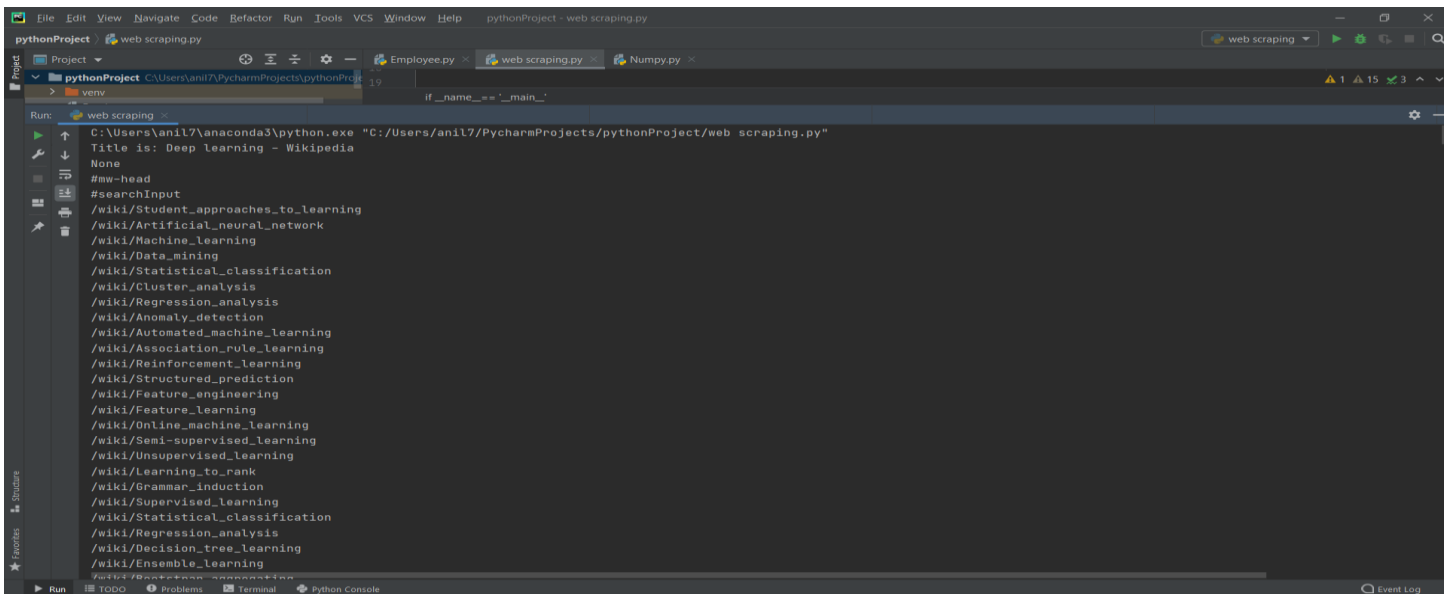 File Edit View Navigate Code Refactor Run Tools VCS Window Help pythonProject - web scraping.py
pythonProject web scraping.py web scraping
Project Project Employee.py web scraping.py Numpy.py
pythonProject C:\Users\anil7\PycharmProjects\pythonProje 19 1 15 3
venv if __name__== '__main__'
Run: web scraping
C:\Users\anil7\anaconda3\python.exe "C:/Users/anil7/PycharmProjects/pythonProject/web scraping.py"
Title is: Deep learning - Wikipedia
None
#mw-head
#searchInput
/wiki/Student_approaches_to_learning
/wiki/Artificial_neural_network
/wiki/Machine_learning
/wiki/Data_mining
/wiki/Statistical_classification
/wiki/Cluster_analysis
/wiki/Regression_analysis
/wiki/Anomaly_detection
/wiki/Automated_machine_learning
/wiki/Association_rule_learning
/wiki/Reinforcement_learning
/wiki/Structured_prediction
/wiki/Feature_engineering
/wiki/Feature_learning
/wiki/Online_machine_learning
/wiki/Semi-supervised_learning
/wiki/Unsupervised_learning
/wiki/Learning_to_rank
/wiki/Grammar_induction
/wiki/Supervised_learning
/wiki/Statistical_classification
/wiki/Regression_analysis
/wiki/Decision_tree_learning
/wiki/Ensemble_learning
/wiki/Bootstrap_aggregating
Structure
Favorites
Run TODO Problems Terminal Python Console Event Log